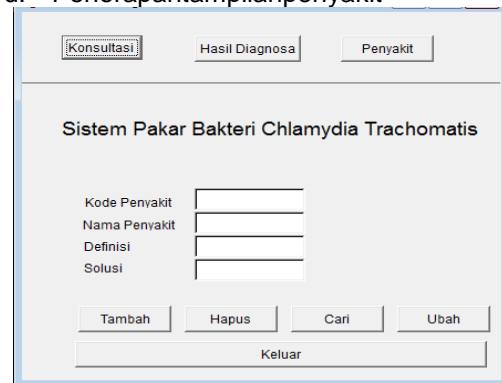 Penerapantampilanpenyakit
Konsultasi Hasil Diagnosa Penyakit
Sistem Pakar Bakteri Chlamydia Trachomatis
Kode Penyakit
Nama Penyakit
Definisi
Solusi
Tambah Hapus Cari Ubah
Keluar